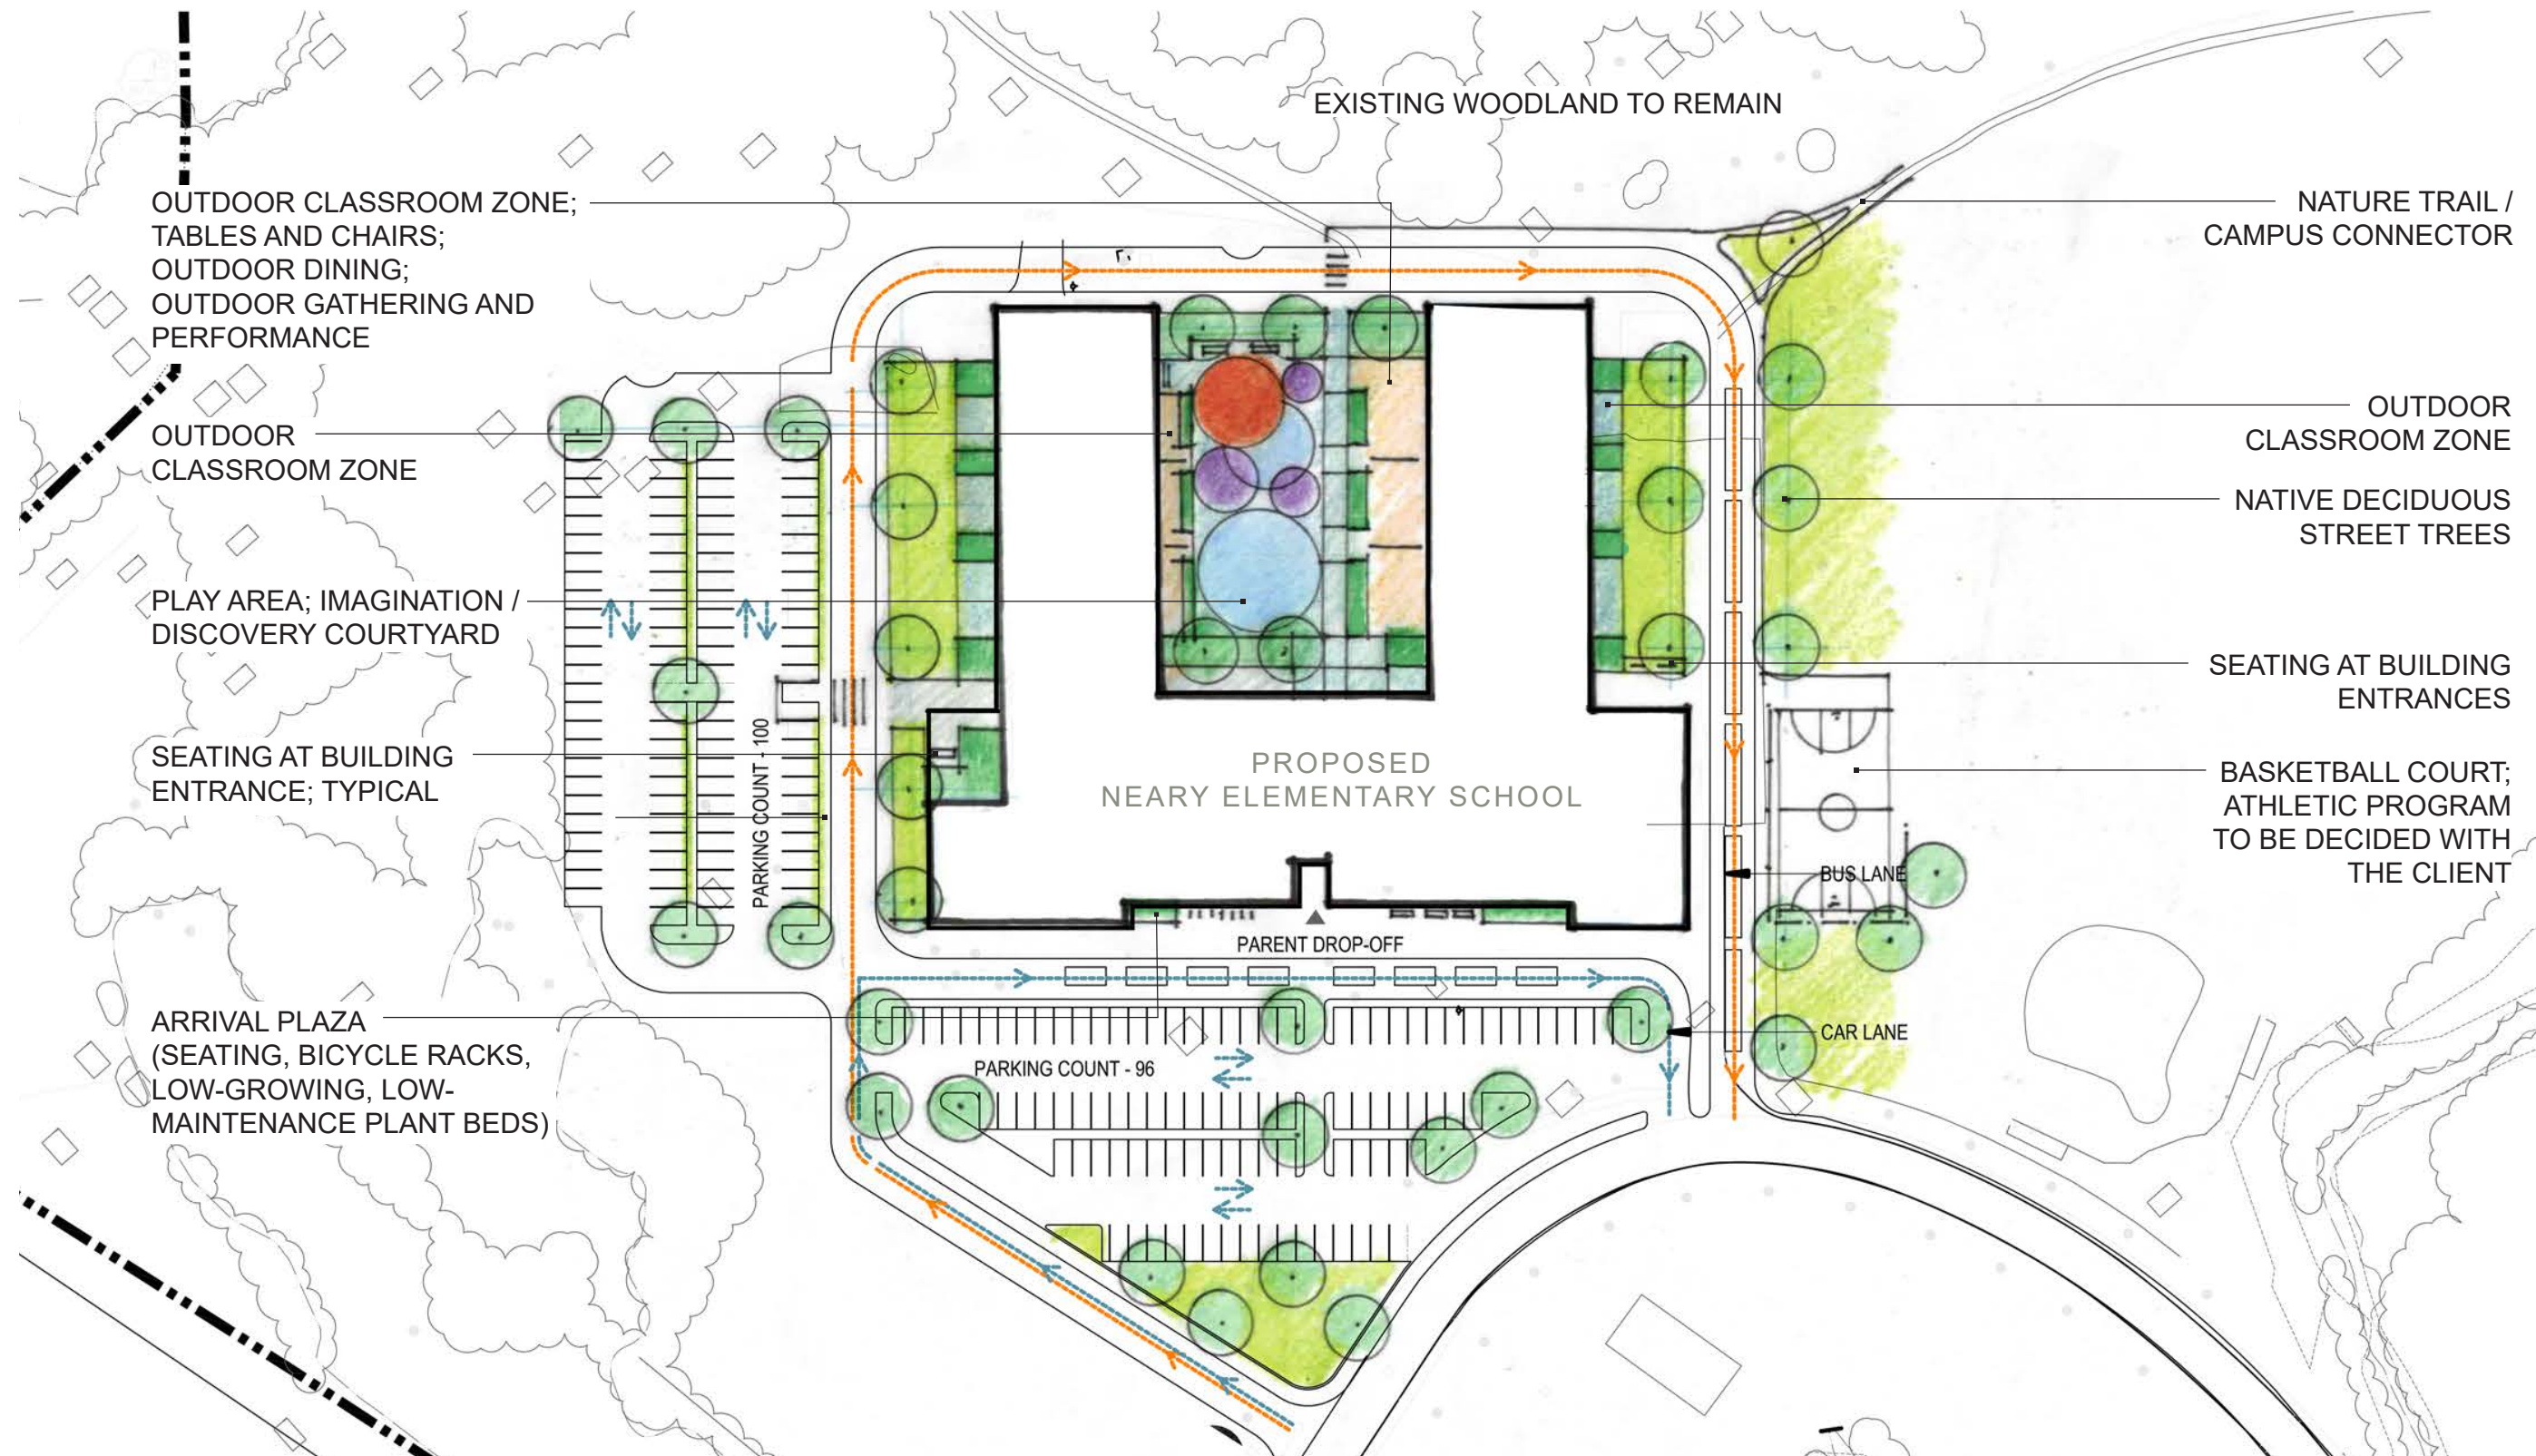 EXISTING WOODLAND TO REMAIN
OUTDOOR CLASSROOM ZONE;
TABLES AND CHAIRS;
OUTDOOR DINING;
OUTDOOR GATHERING AND
PERFORMANCE
OUTDOOR
CLASSROOM ZONE
PLAY AREA; IMAGINATION /
DISCOVERY COURTYARD
SEATING AT BUILDING
ENTRANCE; TYPICAL
ARRIVAL PLAZA
(SEATING, BICYCLE RACKS,
LOW-GROWING, LOW-
MAINTENANCE PLANT BEDS)
PARKING COUNT - 100
PROPOSED
NEARY ELEMENTARY SCHOOL
PARENT DROP-OFF
PARKING COUNT - 96
NATURE TRAIL /
CAMPUS CONNECTOR
OUTDOOR
CLASSROOM ZONE
NATIVE DECIDUOUS
STREET TREES
SEATING AT BUILDING
ENTRANCES
BASKETBALL COURT;
ATHLETIC PROGRAM
TO BE DECIDED WITH
THE CLIENT
BUS LANE
CAR LANE